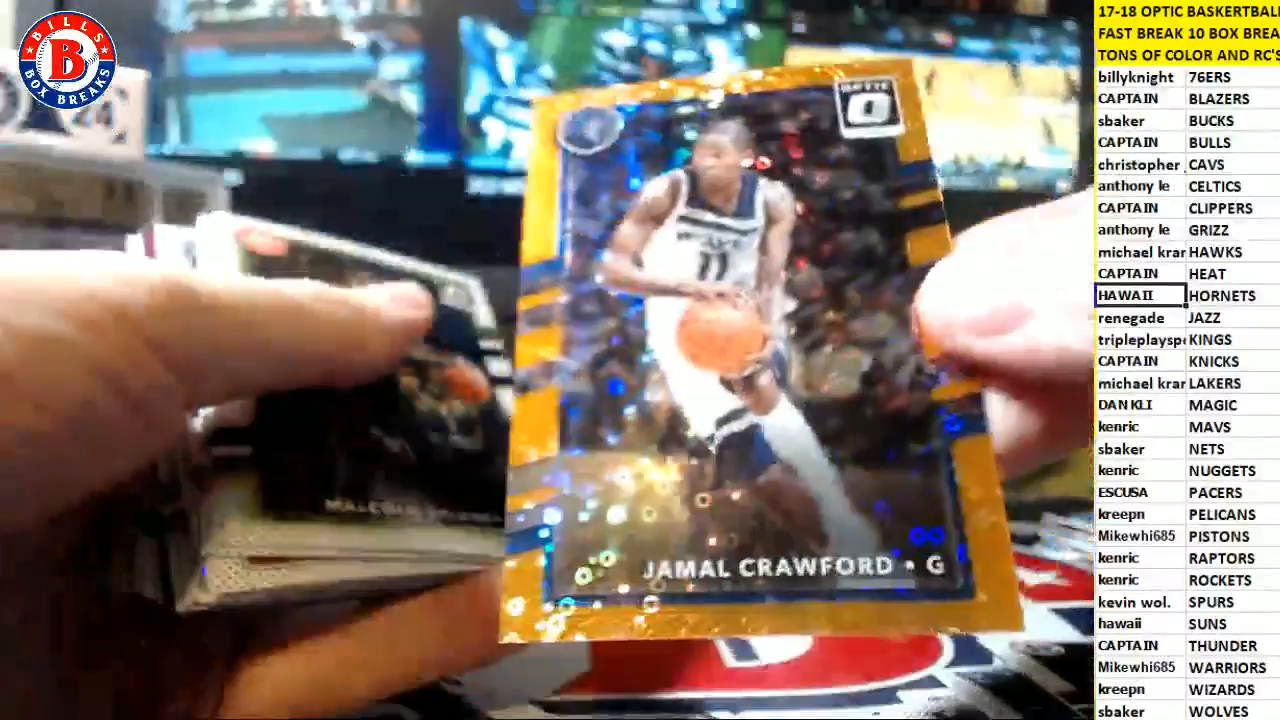 BILLS
B
BOX BREAKS
OPTIC
11
JAMAL CRAWFORD • G
17-18 OPTIC BASKERTBALL
FAST BREAK 10 BOX BREA
TONS OF COLOR AND RC'S
billyknight 76ERS
CAPTAIN BLAZERS
sbaker BUCKS
CAPTAIN BULLS
christopher CAVS
anthony le CELTICS
CAPTAIN CLIPPERS
anthony le GRIZZ
michael krar HAWKS
CAPTAIN HEAT
HAWAII HORNETS
renegade JAZZ
tripleplayspo KINGS
CAPTAIN KNICKS
michael krar LAKERS
DAN KLI MAGIC
kenric MAVS
sbaker NETS
kenric NUGGETS
ESCUSA PACERS
kreepn PELICANS
Mikewhi685 PISTONS
kenric RAPTORS
kenric ROCKETS
kevin wol. SPURS
hawaii SUNS
CAPTAIN THUNDER
Mikewhi685 WARRIORS
kreepn WIZARDS
sbaker WOLVES